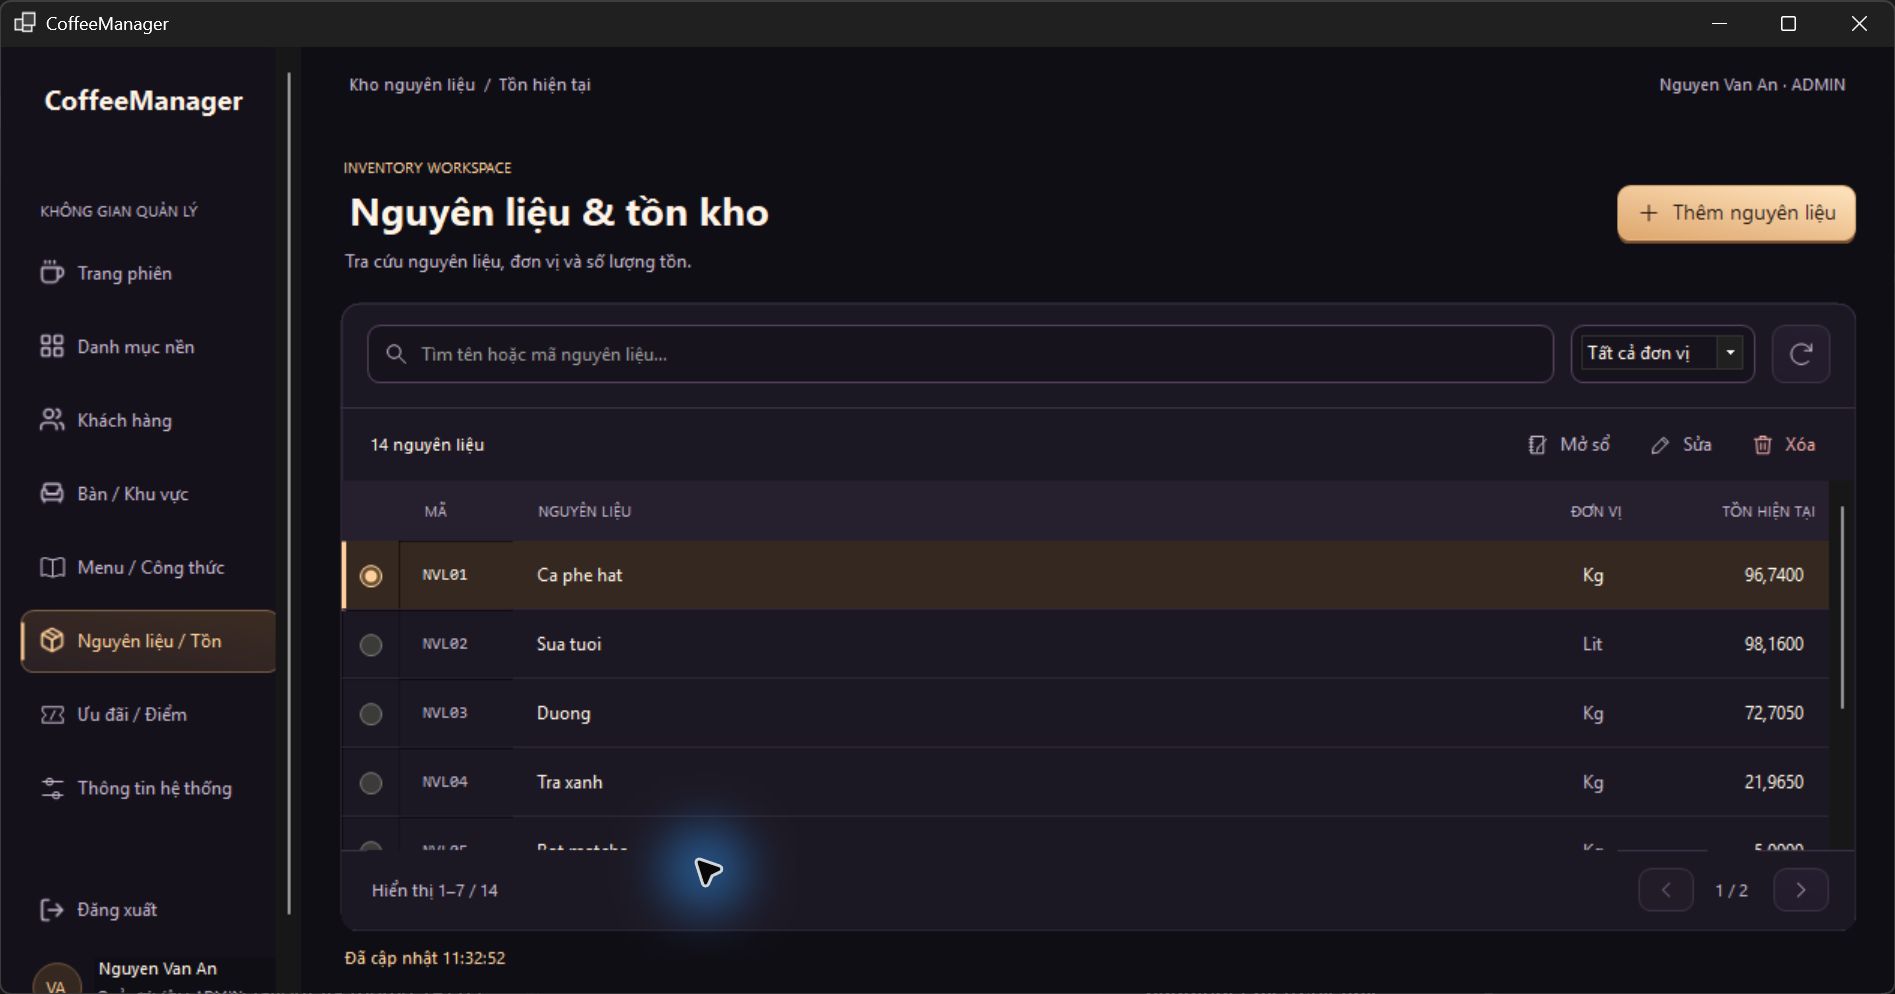 CoffeeManager
CoffeeManager
KHÔNG GIAN QUẢN LÝ
Trang phiên
Danh mục nền
Khách hàng
Bàn / Khu vực
Menu / Công thức
Nguyên liệu / Tồn
Ưu đãi / Điểm
Thông tin hệ thống
Đăng xuất
VA
Nguyen Van An
Kho nguyên liệu / Tồn hiện tại
Nguyen Van An · ADMIN
INVENTORY WORKSPACE
Nguyên liệu & tồn kho
+ Thêm nguyên liệu
Tra cứu nguyên liệu, đơn vị và số lượng tồn.
Tìm tên hoặc mã nguyên liệu...
Tất cả đơn vị
14 nguyên liệu
Mở sổ Sửa Xóa
MÃ NGUYÊN LIỆU ĐƠN VỊ TỒN HIỆN TẠI
NVL01 Ca phe hat Kg 96,7400
NVL02 Sua tuoi Lit 98,1600
NVL03 Duong Kg 72,7050
NVL04 Tra xanh Kg 21,9650
Hiển thị 1–7 / 14
1 / 2
Đã cập nhật 11:32:52